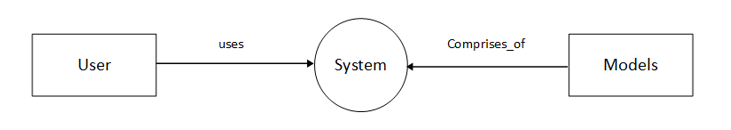 uses
Comprises_of
User
System
Models